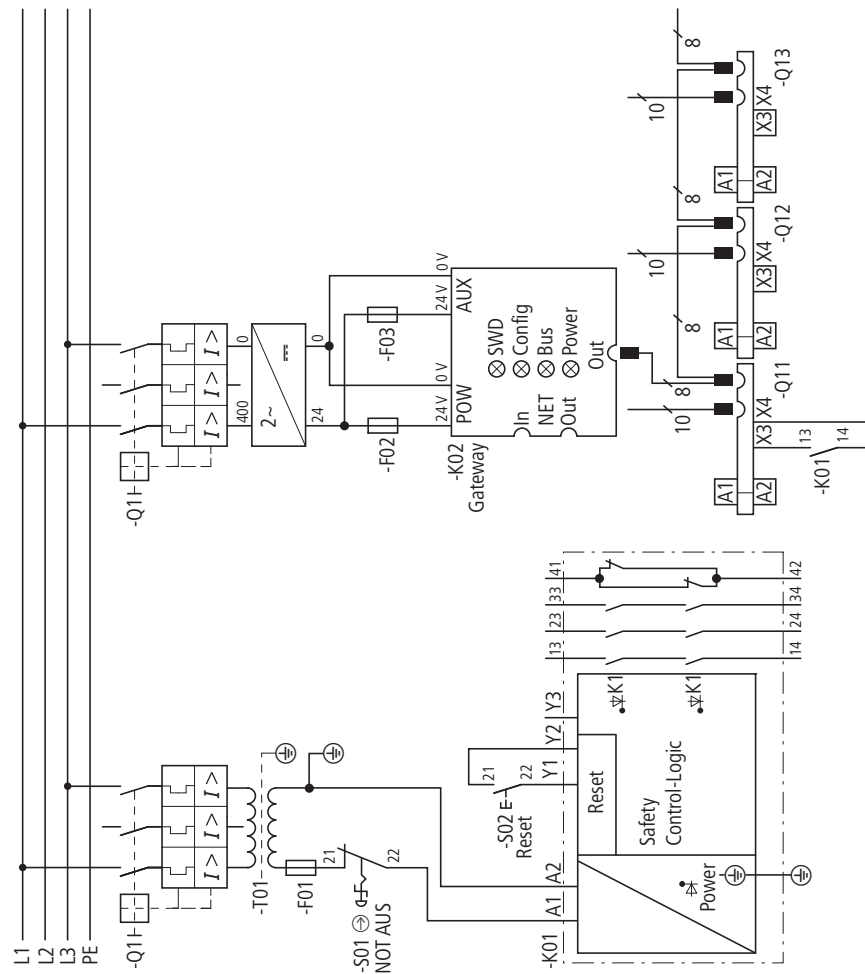 L1
L2
L3
PE
-Q1
I > I > I >
-T01
-F01
21
22
-S01
NOT AUS
-S02
Reset
21
22
-K01
A1 A2 Y1 Y2 Y3
Reset
Power
Safety
Control-Logic
K1
K1
13 23 33 41
14 24 34 42
-Q1
I > I > I >
400 0
2~
24 0
-F02
-F03
24 V 0 V 24 V 0 V
POW AUX
-K02
Gateway
SWD
Config
Bus
Power
In
NET
Out
Out
10 8 8 10 8 10 8
A1
A2
X3 X4
-Q11
A1
A2
X3 X4
-Q12
A1
A2
X3 X4
-Q13
13
14
-K01